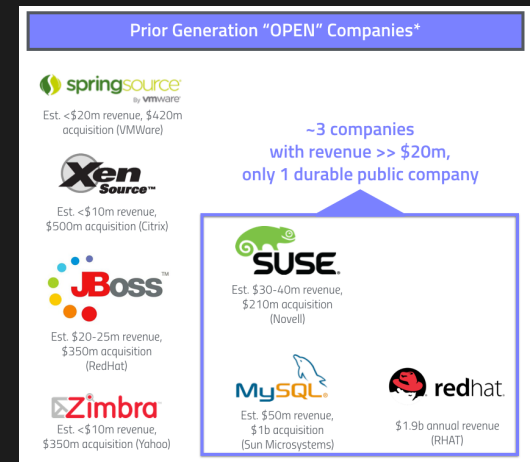 Prior Generation “OPEN” Companies*
springsource
By vmware
Est. <$20m revenue, $420m
acquisition (VMWare)
Xen
Source™
Est. <$10m revenue,
$500m acquisition (Citrix)
JBoss™
Est. $20-25m revenue,
$350m acquisition
(RedHat)
Zimbra
Est. <$10m revenue,
$350m acquisition (Yahoo)
~3 companies
with revenue >> $20m,
only 1 durable public company
SUSE.
Est. $30-40m revenue,
$210m acquisition
(Novell)
MySQL®
Est. $50m revenue,
$1b acquisition
(Sun Microsystems)
redhat.
$1.9b annual revenue
(RHAT)